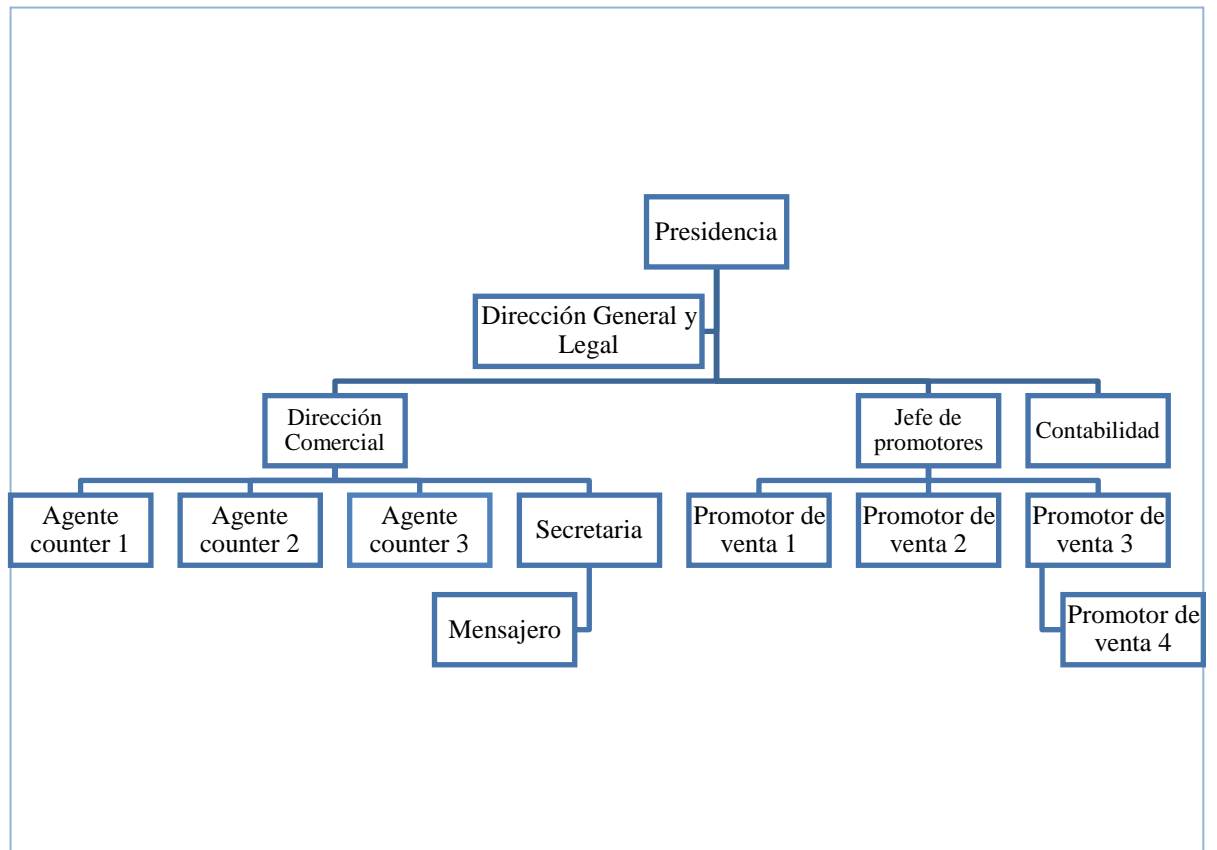 Presidencia
Dirección General y
Legal
Dirección
Comercial
Jefe de
promotores
Contabilidad
Agente
counter 1
Agente
counter 2
Agente
counter 3
Secretaria
Promotor de
venta 1
Promotor de
venta 2
Promotor de
venta 3
Mensajero
Promotor de
venta 4